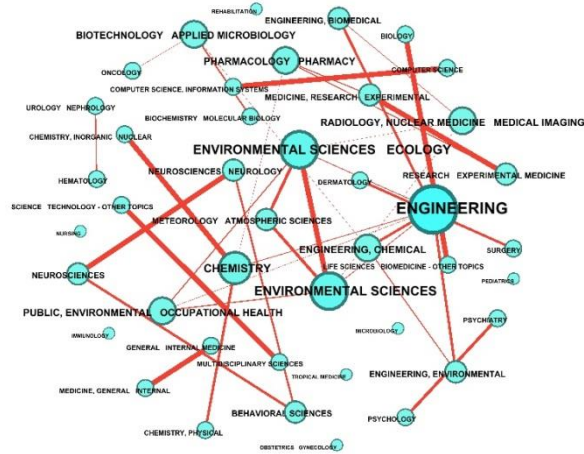 REHABILITATION
ENGINEERING, BIOMEDICAL
BIOTECHNOLOGY APPLIED MICROBIOLOGY
BIOLOGY
PHARMACOLOGY PHARMACY
ONCOLOGY
COMPUTER SCIENCE
COMPUTER SCIENCE, INFORMATION SYSTEMS
MEDICINE, RESEARCH EXPERIMENTAL
UROLOGY NEPHROLOGY
BIOCHEMISTRY MOLECULAR BIOLOGY
RADIOLOGY, NUCLEAR MEDICINE MEDICAL IMAGING
CHEMISTRY, INORGANIC NUCLEAR
ENVIRONMENTAL SCIENCES ECOLOGY
NEUROSCIENCES NEUROLOGY
RESEARCH EXPERIMENTAL MEDICINE
HEMATOLOGY
DERMATOLOGY
SCIENCE TECHNOLOGY - OTHER TOPICS
ENGINEERING
METEOROLOGY ATMOSPHERIC SCIENCES
NURSING
ENGINEERING, CHEMICAL
SURGERY
CHEMISTRY
LIFE SCIENCES BIOMEDICINE - OTHER TOPICS
NEUROSCIENCES
PEDIATRICS
ENVIRONMENTAL SCIENCES
PUBLIC, ENVIRONMENTAL OCCUPATIONAL HEALTH
PSYCHIATRY
IMMUNOLOGY
MICROBIOLOGY
GENERAL INTERNAL MEDICINE
MULTIDISCIPLINARY SCIENCES
TROPICAL MEDICINE
ENGINEERING, ENVIRONMENTAL
MEDICINE, GENERAL INTERNAL
BEHAVIORAL SCIENCES
PSYCHOLOGY
CHEMISTRY, PHYSICAL
OBSTETRICS GYNECOLOGY